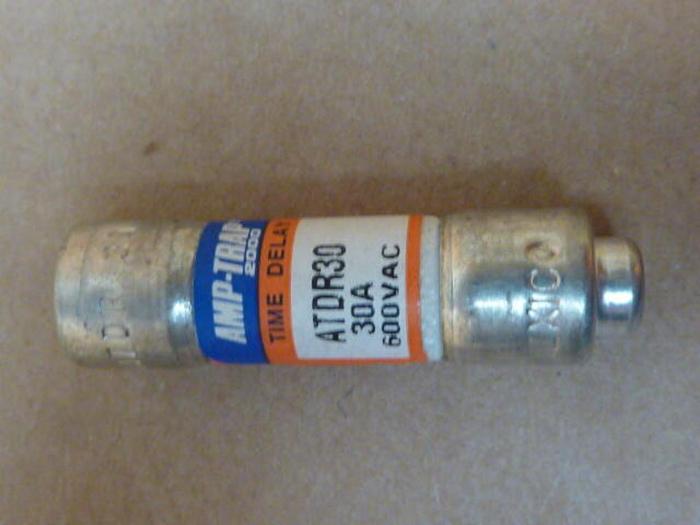 AMP-TRAP
2000
TIME DELAY
ATDR30
30A
600VAC